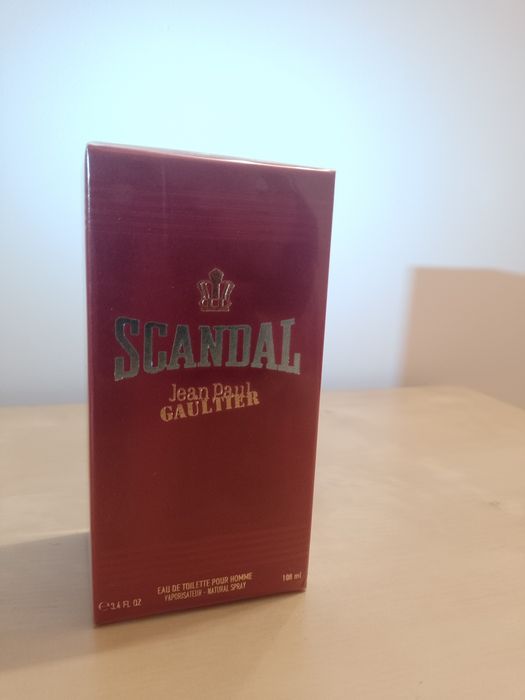 SCANDAL
Jean Paul
GAULTIER
EAU DE TOILETTE POUR HOMME
VAPORISATEUR - NATURAL SPRAY
℮ 3.4 FL OZ
100 ml